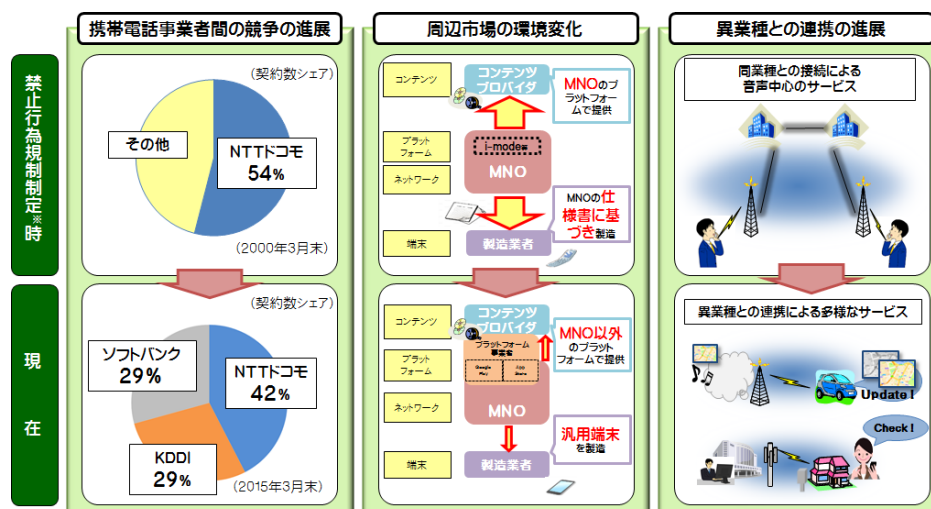 携帯電話事業者間の競争の進展
周辺市場の環境変化
異業種との連携の進展
禁止行為規制制定※時
(契約数シェア)
その他
NTTドコモ
54%
(2000年3月末)
コンテンツ
プラット
フォーム
ネットワーク
端末
コンテンツ
プロバイダ
i-mode等
MNO
製造業者
MNOのプ
ラットフォー
ムで提供
MNOの仕
様書に基
づき製造
同業種との接続による
音声中心のサービス
現在
(契約数シェア)
ソフトバンク
29%
NTTドコモ
42%
KDDI
29%
(2015年3月末)
コンテンツ
プラット
フォーム
ネットワーク
端末
コンテンツ
プロバイダ
プラットフォーム
事業者
Google
Play
App
Store
MNO
製造業者
MNO以外
のプラット
フォームで提供
汎用端末
を製造
異業種との連携による多様なサービス
Update!
Check!